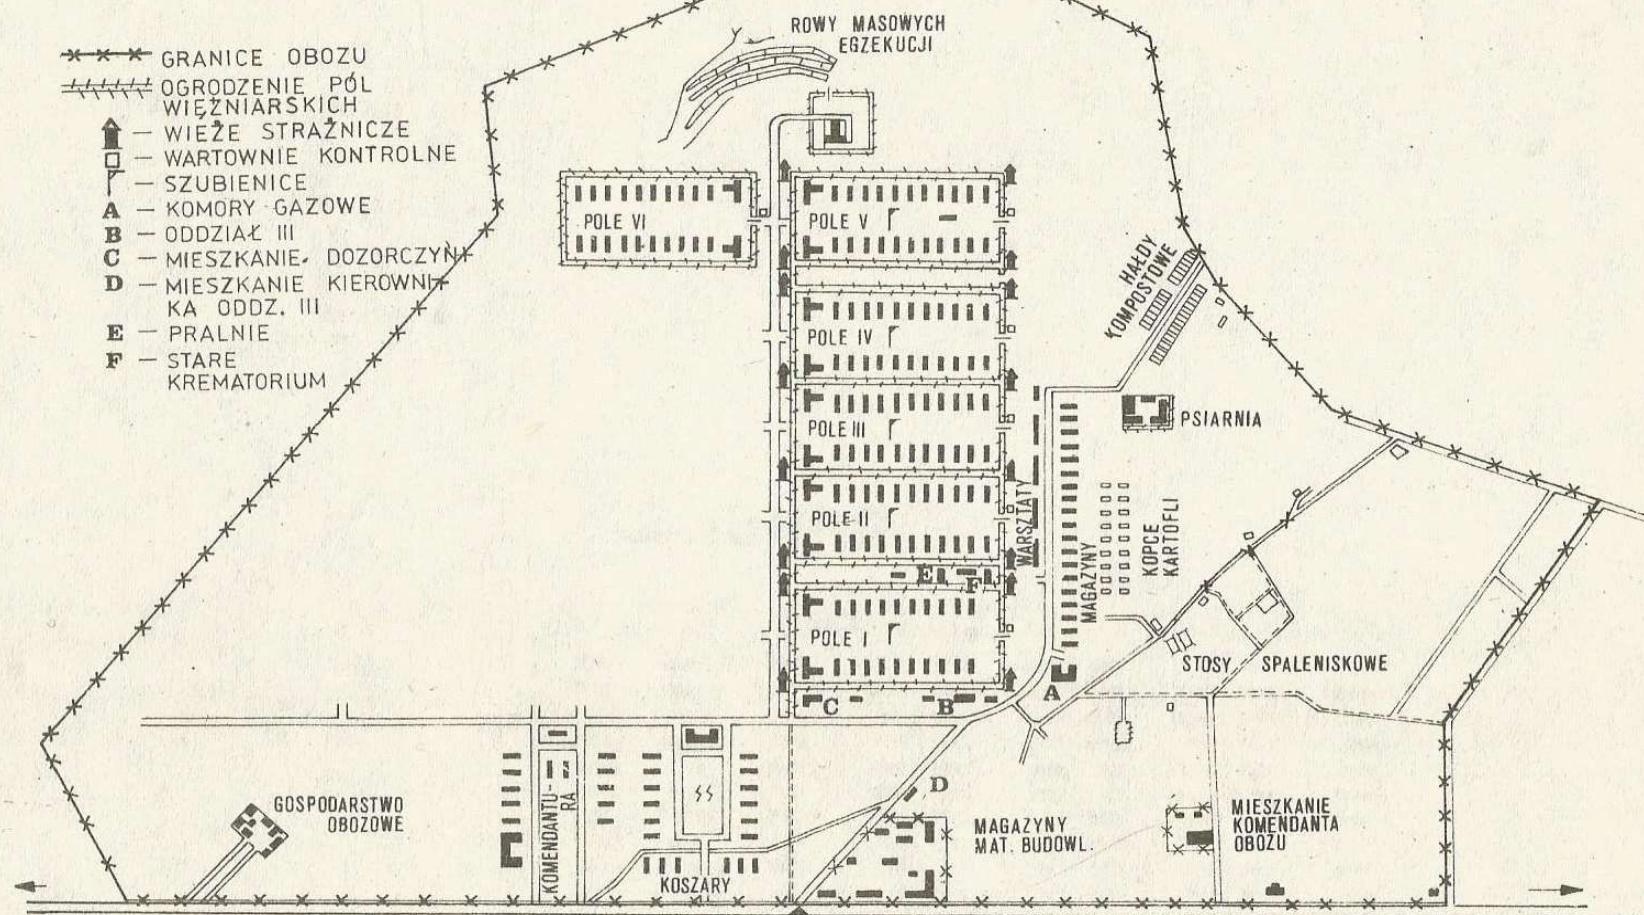 GRANICE OBOZU
OGRODZENIE PÓL
WIĘŹNIARSKICH
— WIEŻE STRAŻNICZE
— WARTOWNIE KONTROLNE
— SZUBIENICE
A — KOMORY GAZOWE
B — ODDZIAŁ III
C — MIESZKANIE DOZORCZYŃ
D — MIESZKANIE KIEROWNI-
KA ODDZ. III
E — PRALNIE
F — STARE
KREMATORIUM
ROWY MASOWYCH
EGZEKUCJI
POLE VI
POLE V
POLE IV
POLE III
POLE II
E
F
POLE I
C
B
A
D
HAŁDY
KOMPOSTOWE
PSIARNIA
WARSZTATY
MAGAZYNY
KOPCE
KARTOFLI
STOSY SPALENISKOWE
GOSPODARSTWO
OBOZOWE
KOMENDANTU-
RA
SS
KOSZARY
MAGAZYNY
MAT. BUDOWL.
MIESZKANIE
KOMENDANTA
OBOZU